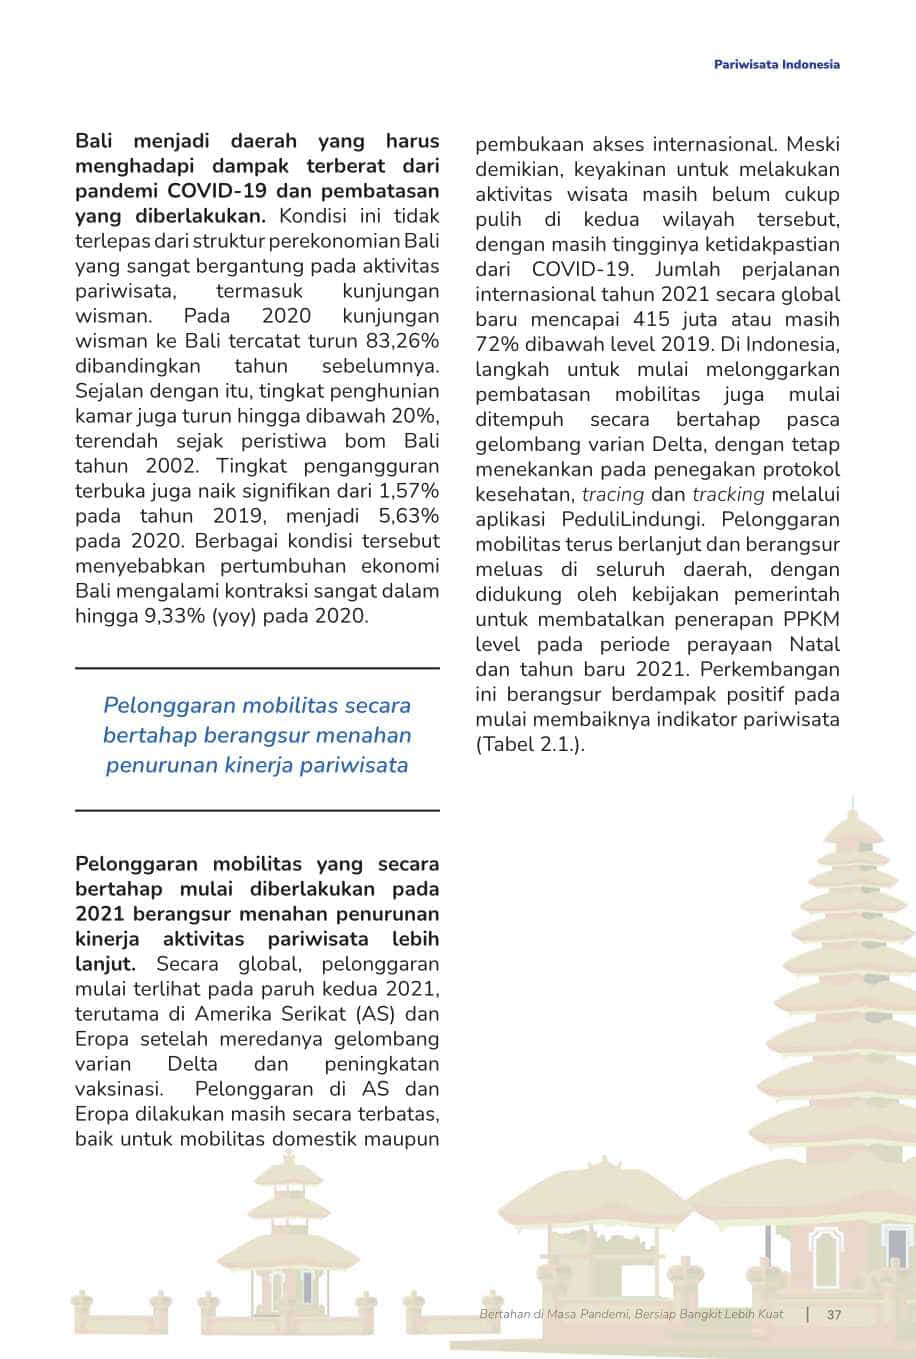 Pariwisata Indonesia
Bali menjadi daerah yang harus
menghadapi dampak terberat dari
pandemi COVID-19 dan pembatasan
yang diberlakukan. Kondisi ini tidak
terlepas dari struktur perekonomian Bali
yang sangat bergantung pada aktivitas
pariwisata, termasuk kunjungan
wisman. Pada 2020 kunjungan
wisman ke Bali tercatat turun 83,26%
dibandingkan tahun sebelumnya.
Sejalan dengan itu, tingkat penghunian
kamar juga turun hingga dibawah 20%,
terendah sejak peristiwa bom Bali
tahun 2002. Tingkat pengangguran
terbuka juga naik signifikan dari 1,57%
pada tahun 2019, menjadi 5,63%
pada 2020. Berbagai kondisi tersebut
menyebabkan pertumbuhan ekonomi
Bali mengalami kontraksi sangat dalam
hingga 9,33% (yoy) pada 2020.
Pelonggaran mobilitas secara
bertahap berangsur menahan
penurunan kinerja pariwisata
Pelonggaran mobilitas yang secara
bertahap mulai diberlakukan pada
2021 berangsur menahan penurunan
kinerja aktivitas pariwisata lebih
lanjut. Secara global, pelonggaran
mulai terlihat pada paruh kedua 2021,
terutama di Amerika Serikat (AS) dan
Eropa setelah meredanya gelombang
varian Delta dan peningkatan
vaksinasi. Pelonggaran di AS dan
Eropa dilakukan masih secara terbatas,
baik untuk mobilitas domestik maupun
pembukaan akses internasional. Meski
demikian, keyakinan untuk melakukan
aktivitas wisata masih belum cukup
pulih di kedua wilayah tersebut,
dengan masih tingginya ketidakpastian
dari COVID-19. Jumlah perjalanan
internasional tahun 2021 secara global
baru mencapai 415 juta atau masih
72% dibawah level 2019. Di Indonesia,
langkah untuk mulai melonggarkan
pembatasan mobilitas juga mulai
ditempuh secara bertahap pasca
gelombang varian Delta, dengan tetap
menekankan pada penegakan protokol
kesehatan, tracing dan tracking melalui
aplikasi PeduliLindungi. Pelonggaran
mobilitas terus berlanjut dan berangsur
meluas di seluruh daerah, dengan
didukung oleh kebijakan pemerintah
untuk membatalkan penerapan PPKM
level pada periode perayaan Natal
dan tahun baru 2021. Perkembangan
ini berangsur berdampak positif pada
mulai membaiknya indikator pariwisata
(Tabel 2.1.).
Bertahan di Masa Pandemi, Bersiap Bangkit Lebih Kuat | 37